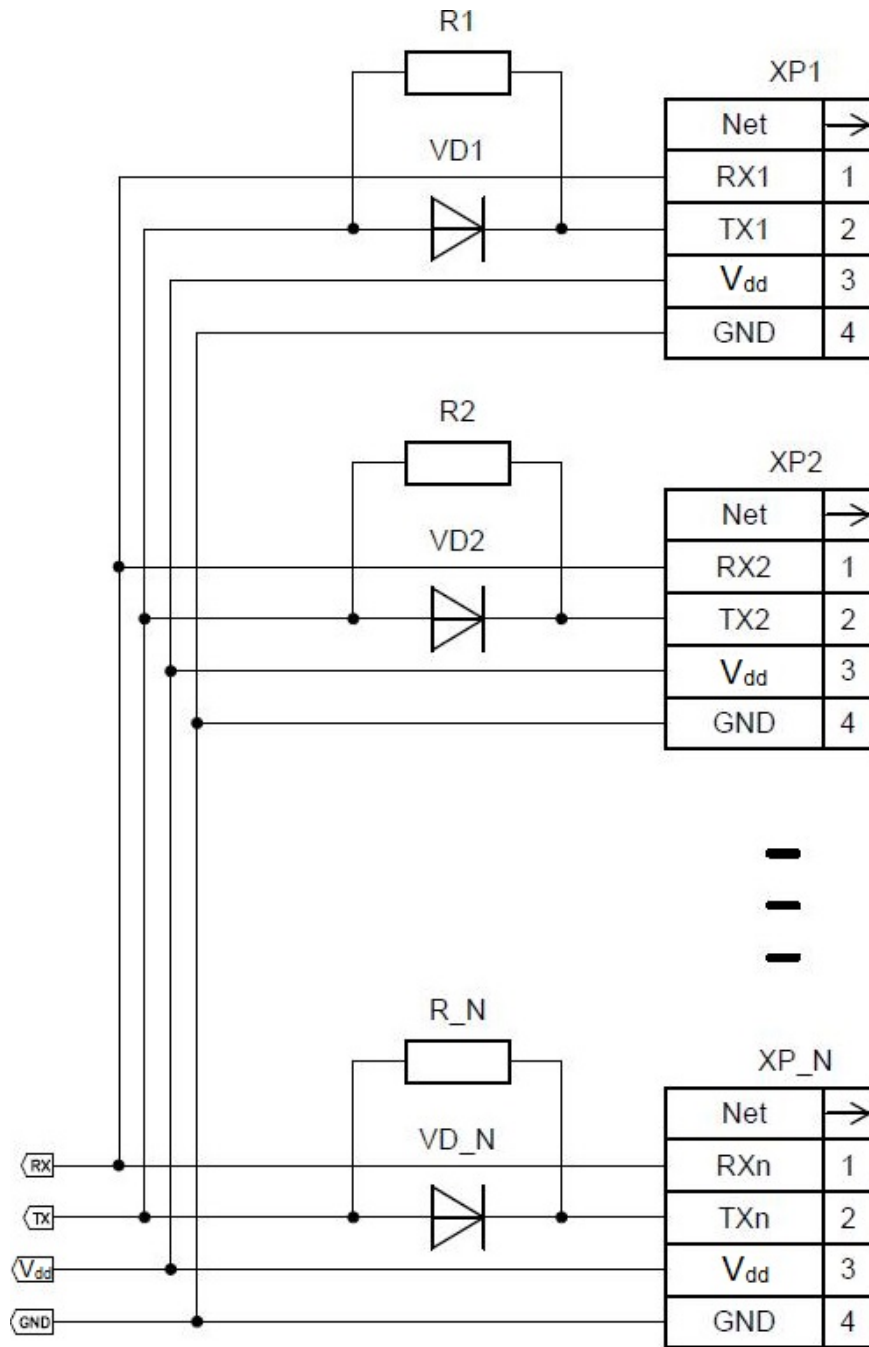 R1
XP1
Net
VD1
RX1 1
TX1 2
Vdd 3
GND 4
R2
XP2
Net
VD2
RX2 1
TX2 2
Vdd 3
GND 4
R_N
XP_N
Net
VD_N
RX
RXn 1
TX
TXn 2
Vdd
Vdd 3
GND
GND 4